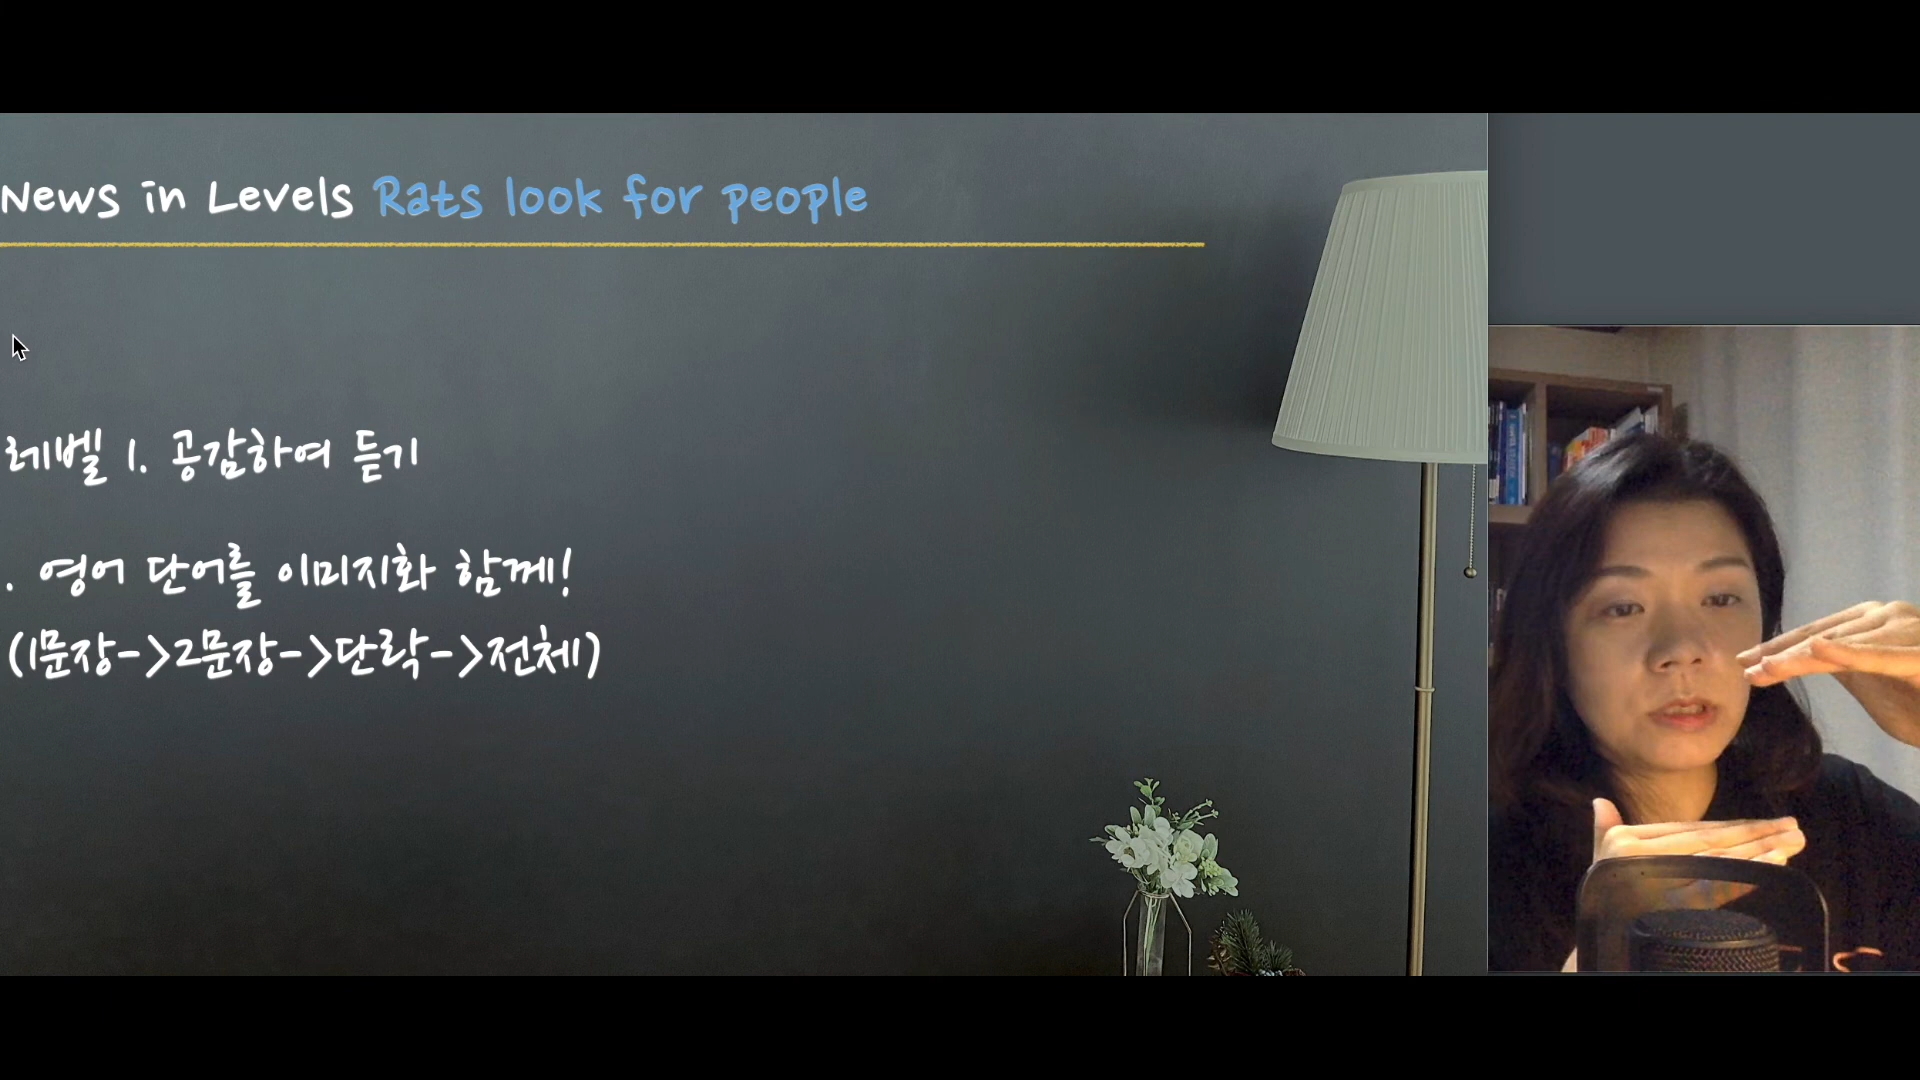 News in Levels Rats look for people
레벨 1. 공감하여 듣기
. 영어 단어를 이미지화 함께!
(1문장->2문장->단락->전체)